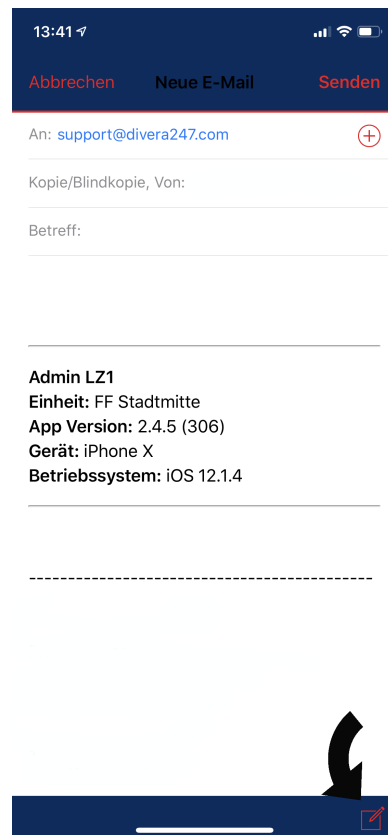 13:41
Abbrechen Neue E-Mail Senden
An: support@divera247.com
Kopie/Blindkopie, Von:
Betreff:
Admin LZ1
Einheit: FF Stadtmitte
App Version: 2.4.5 (306)
Gerät: iPhone X
Betriebssystem: iOS 12.1.4
--------------------------------------------